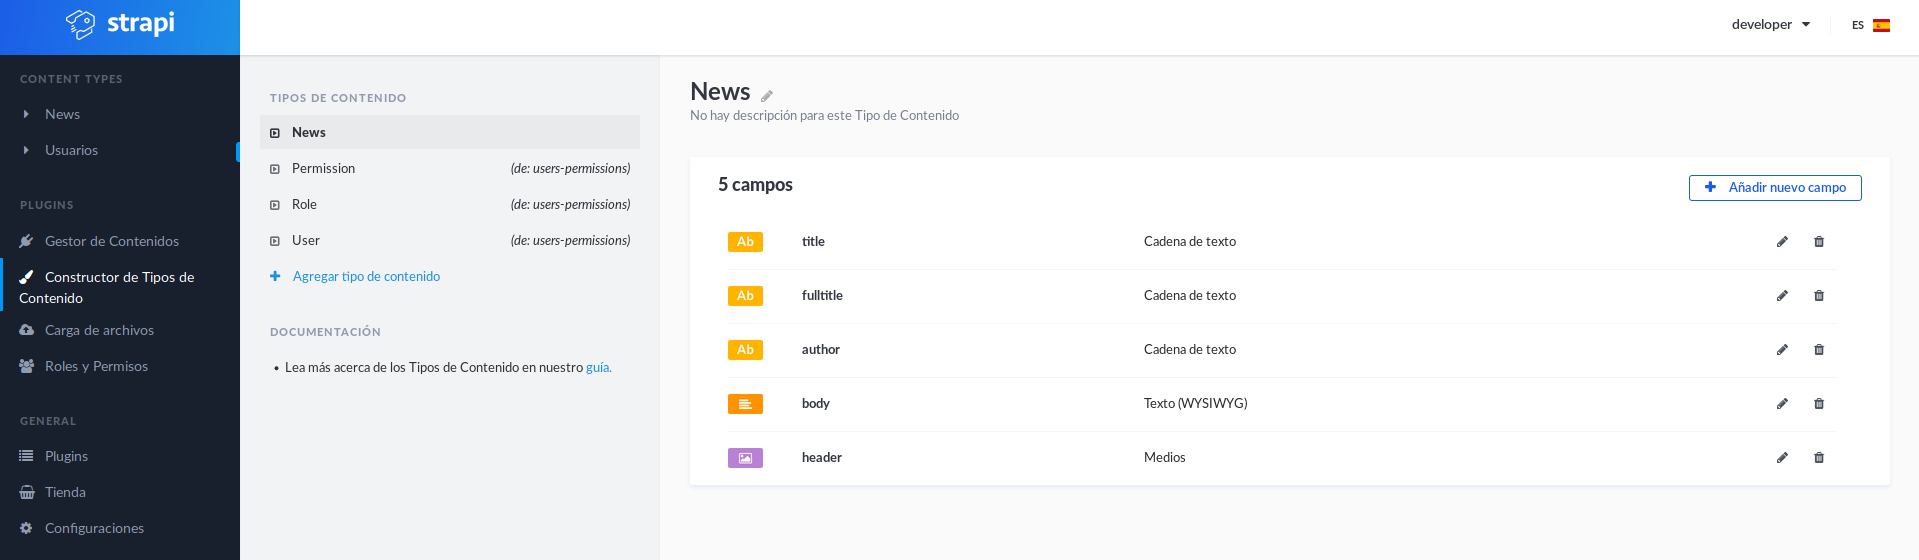 strapi
developer
ES
CONTENT TYPES
News
Usuarios
PLUGINS
Gestor de Contenidos
Constructor de Tipos de
Contenido
Carga de archivos
Roles y Permisos
GENERAL
Plugins
Tienda
Configuraciones
TIPOS DE CONTENIDO
News
Permission (de: users-permissions)
Role (de: users-permissions)
User (de: users-permissions)
Agregar tipo de contenido
DOCUMENTACIÓN
• Lea más acerca de los Tipos de Contenido en nuestro guía.
News
No hay descripción para este Tipo de Contenido
5 campos
Añadir nuevo campo
Ab title Cadena de texto
Ab fulltitle Cadena de texto
Ab author Cadena de texto
body Texto (WYSIWYG)
header Medios